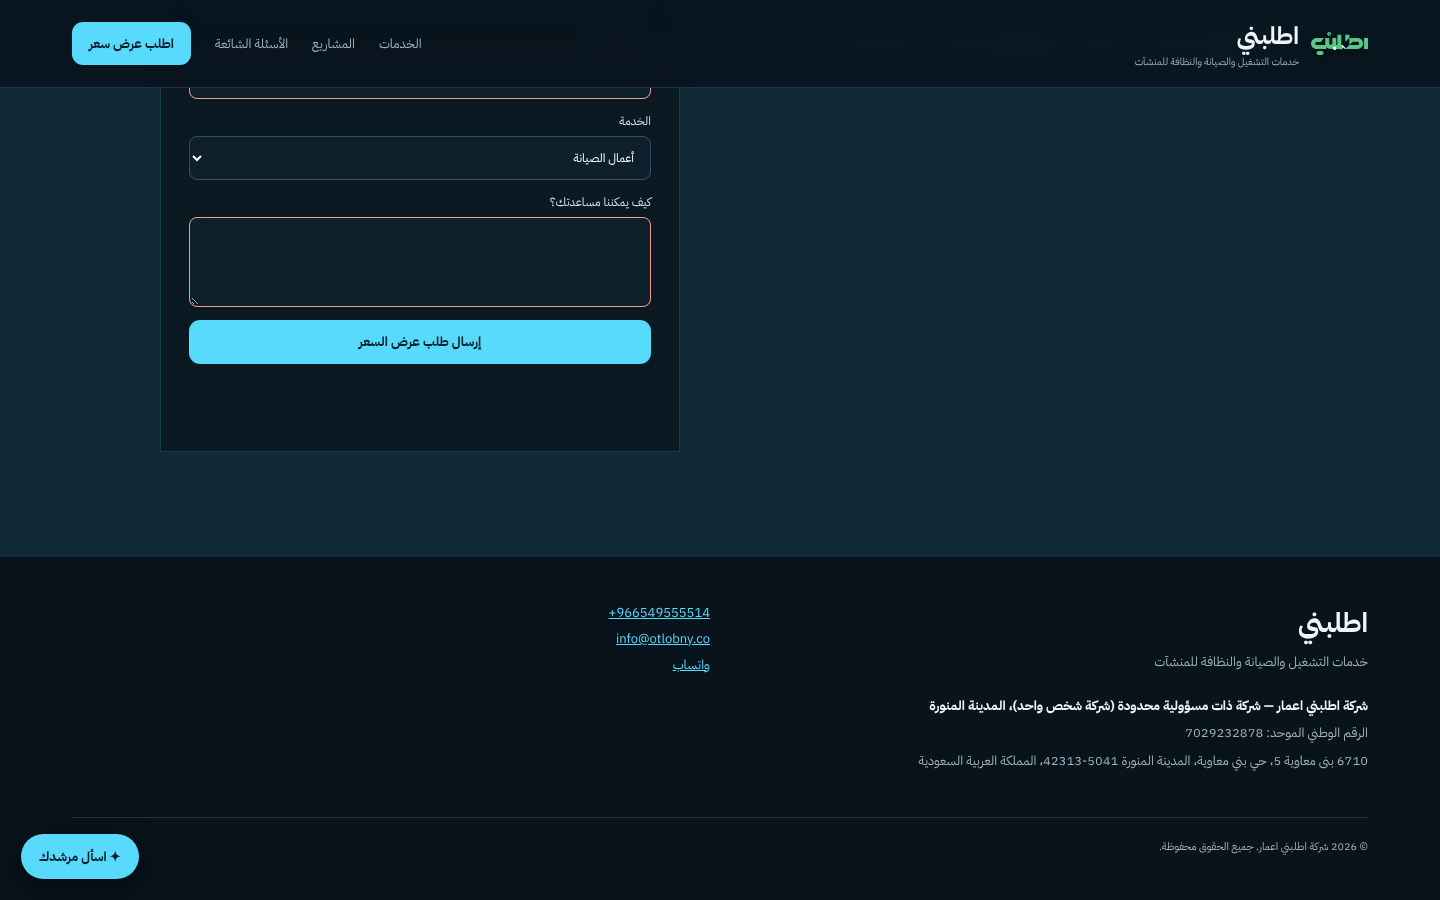 اطلبني
اطلبني
خدمات التشغيل والصيانة والنظافة للمنشآت
الخدمات
المشاريع
الأسئلة الشائعة
اطلب عرض سعر
الخدمة
أعمال الصيانة
كيف يمكننا مساعدتك؟
إرسال طلب عرض السعر
اطلبني
خدمات التشغيل والصيانة والنظافة للمنشآت
شركة اطلبني اعمار — شركة ذات مسؤولية محدودة (شركة شخص واحد)، المدينة المنورة
الرقم الوطني الموحد: 7029232878
6710 بنى معاوية 5، حي بني معاوية، المدينة المنورة 5041-42313، المملكة العربية السعودية
+966549555514
info@otlobny.co
واتساب
© 2026 شركة اطلبني اعمار. جميع الحقوق محفوظة.
✦ اسأل مرشدك